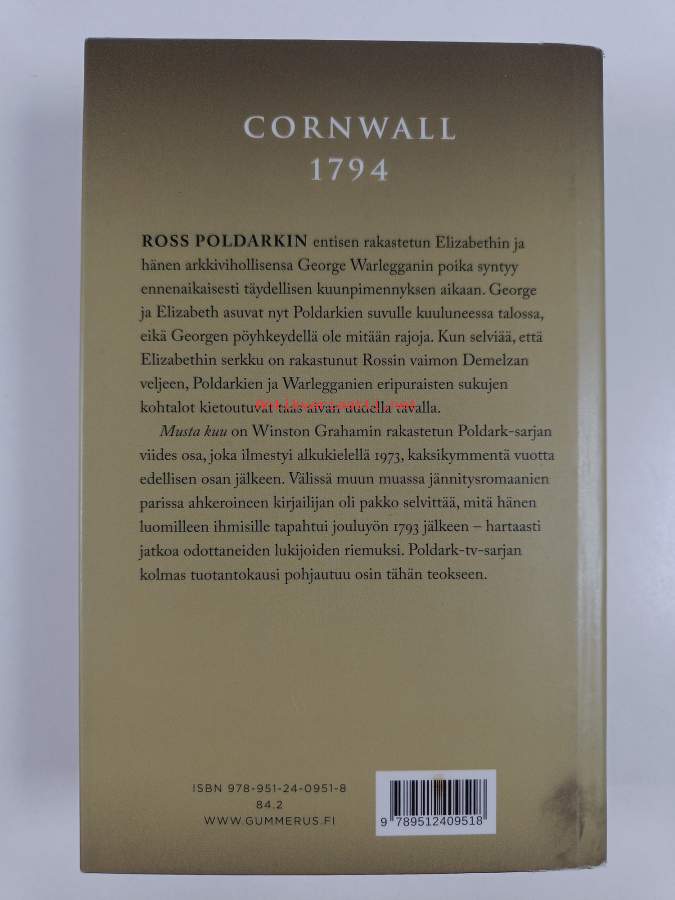 CORNWALL
1794
ROSS POLDARKIN entisen rakastetun Elizabethin ja
hänen arkkivihollisensa George Warlegganin poika syntyy
ennenaikaisesti täydellisen kuunpimennyksen aikaan. George
ja Elizabeth asuvat nyt Poldarkien suvulle kuuluneessa talossa,
eikä Georgen pöyhkeydellä ole mitään rajoja. Kun selviää, että
Elizabethin serkku on rakastunut Rossin vaimon Demelzan
veljeen, Poldarkien ja Warlegganien eripuraisten sukujen
kohtalot kietoutuvat taas aivan uudella tavalla.
Musta kuu on Winston Grahamin rakastetun Poldark-sarjan
viides osa, joka ilmestyi alkukielellä 1973, kaksikymmentä vuotta
edellisen osan jälkeen. Välissä muun muassa jännitysromaanien
parissa ahkeroineen kirjailijan oli pakko selvittää, mitä hänen
luomilleen ihmisille tapahtui jouluyön 1793 jälkeen – hartaasti
jatkoa odottaneiden lukijoiden riemuksi. Poldark-tv-sarjan
kolmas tuotantokausi pohjautuu osin tähän teokseen.
ISBN 978-951-24-0951-8
84.2
WWW.GUMMERUS.FI
9 789512 409518